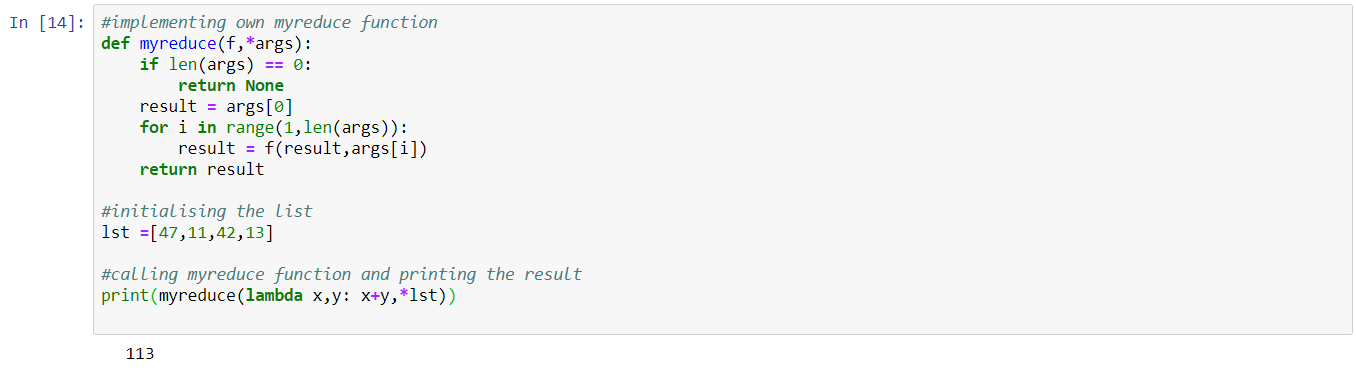 In [14]: #implementing own myreduce function
def myreduce(f,*args):
    if len(args) == 0:
        return None
    result = args[0]
    for i in range(1,len(args)):
        result = f(result,args[i])
    return result

#initialising the list
lst =[47,11,42,13]

#calling myreduce function and printing the result
print(myreduce(lambda x,y: x+y,*lst))

113